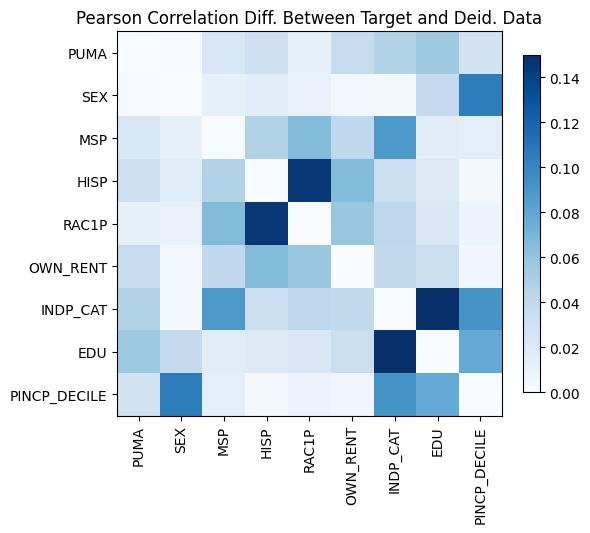 Pearson Correlation Diff. Between Target and Deid. Data
PUMA
SEX
MSP
HISP
RAC1P
OWN_RENT
INDP_CAT
EDU
PINCP_DECILE
PUMA
SEX
MSP
HISP
RAC1P
OWN_RENT
INDP_CAT
EDU
PINCP_DECILE
0.14
0.12
0.10
0.08
0.06
0.04
0.02
0.00